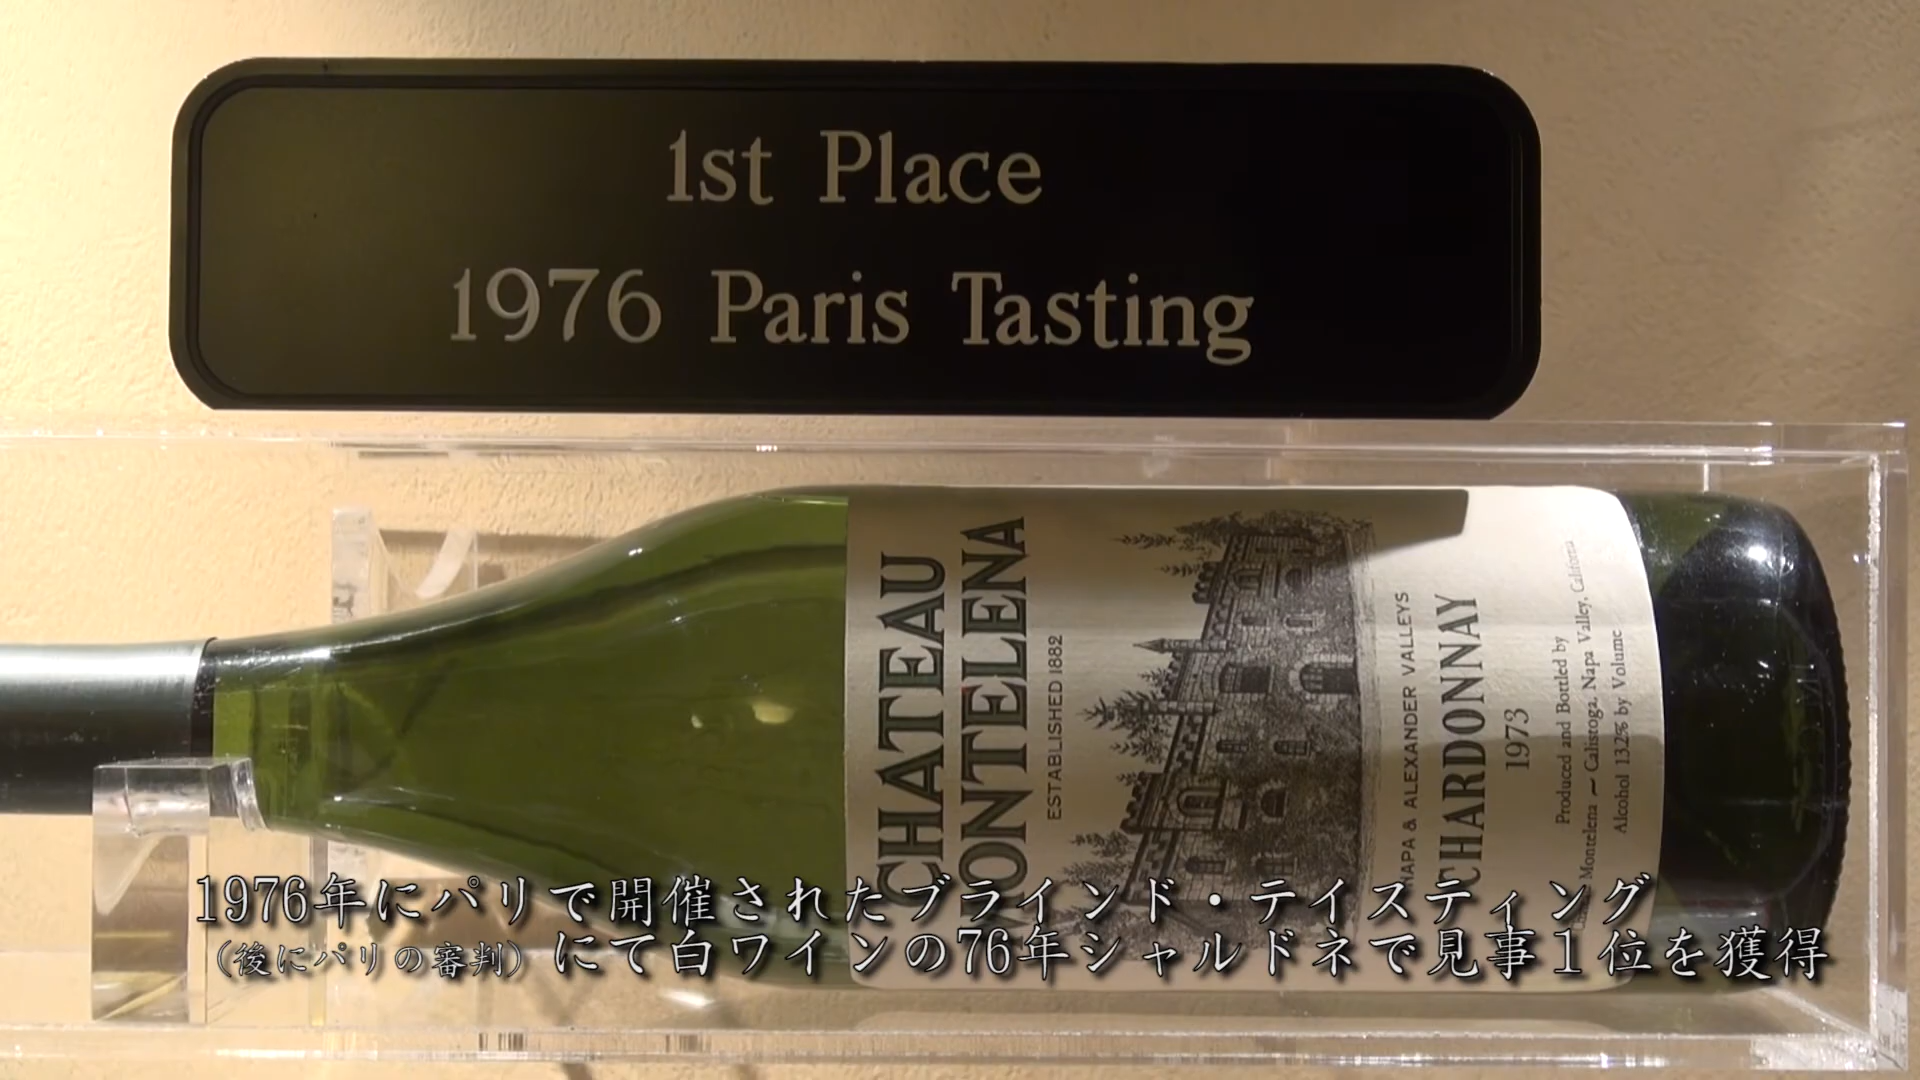 1st Place
1976 Paris Tasting
CHATEAU
MONTELENA
ESTABLISHED 1882
NAPA & ALEXANDER VALLEYS
CHARDONNAY
1973
Produced and Bottled by
Montelena ~ Calistoga, Napa Valley, California
Alcohol 13.2% by Volume
1976年にパリで開催されたブラインド・テイスティング
（後にパリの審判）にて白ワインの76年シャルドネで見事１位を獲得